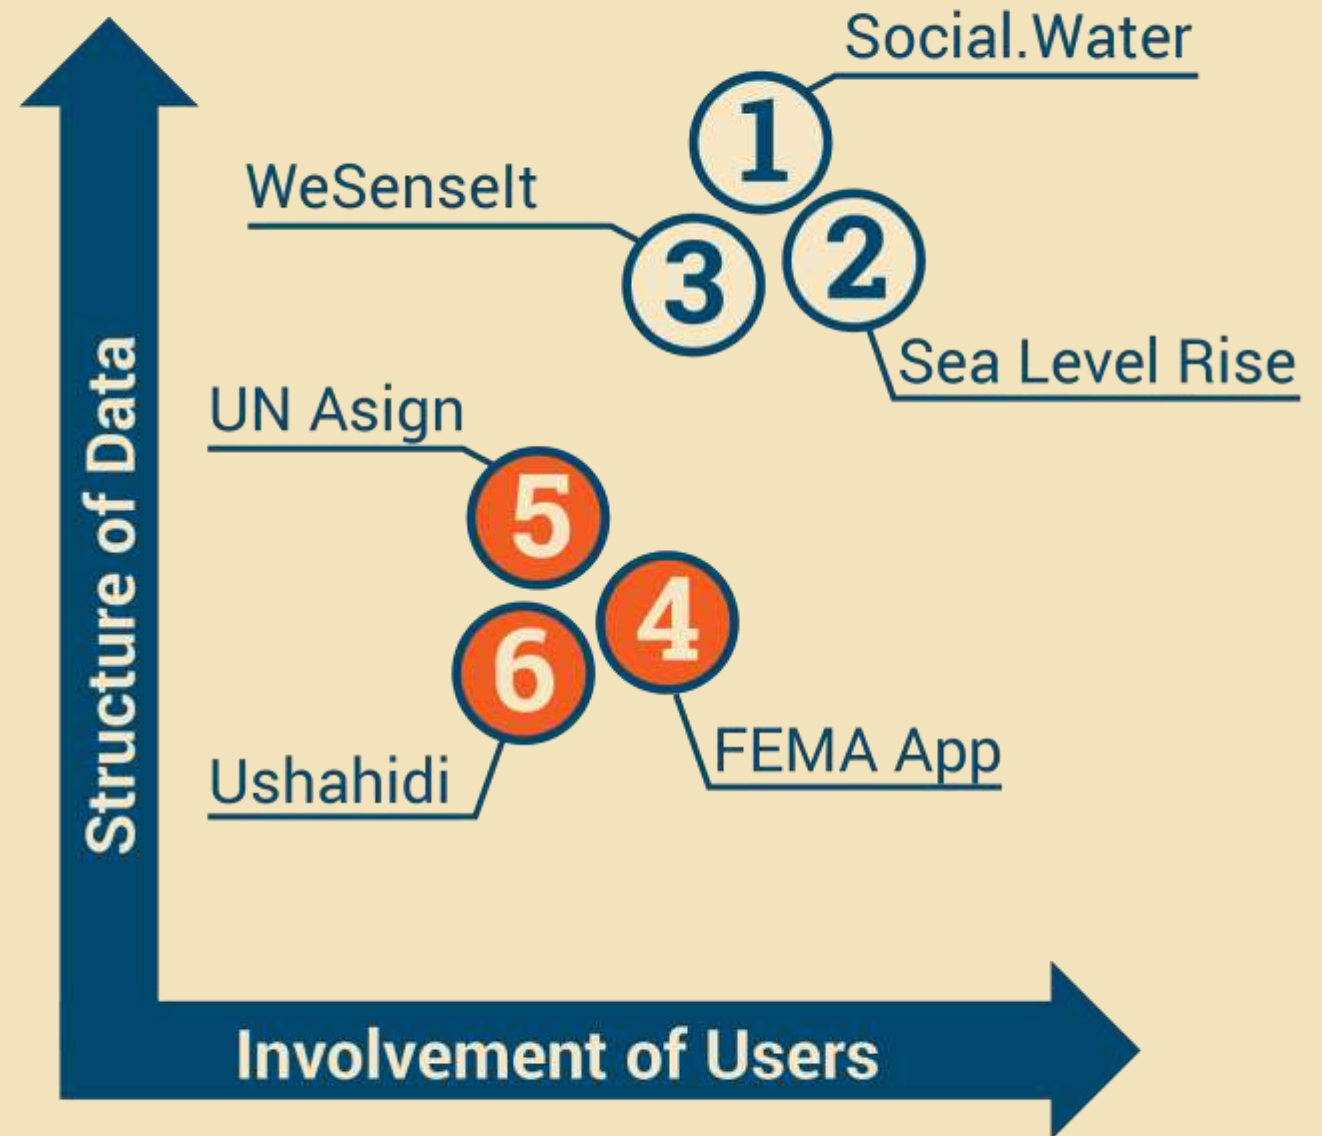 Social.Water
1
WeSenseIt
3
2
Sea Level Rise
UN Asign
5
4
6
FEMA App
Ushahidi
Structure of Data
Involvement of Users